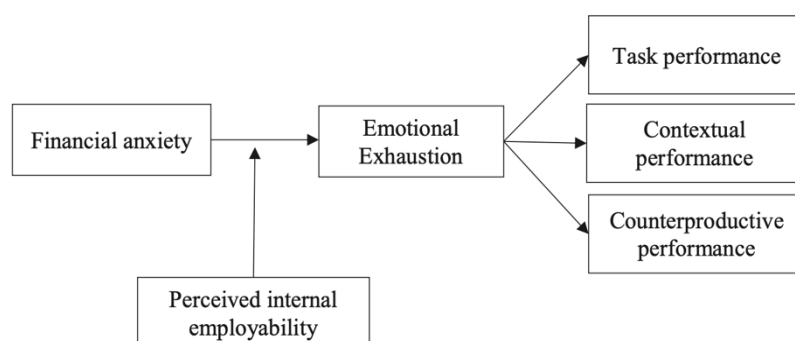 Task performance
Financial anxiety
Emotional
Exhaustion
Contextual
performance
Counterproductive
performance
Perceived internal
employability